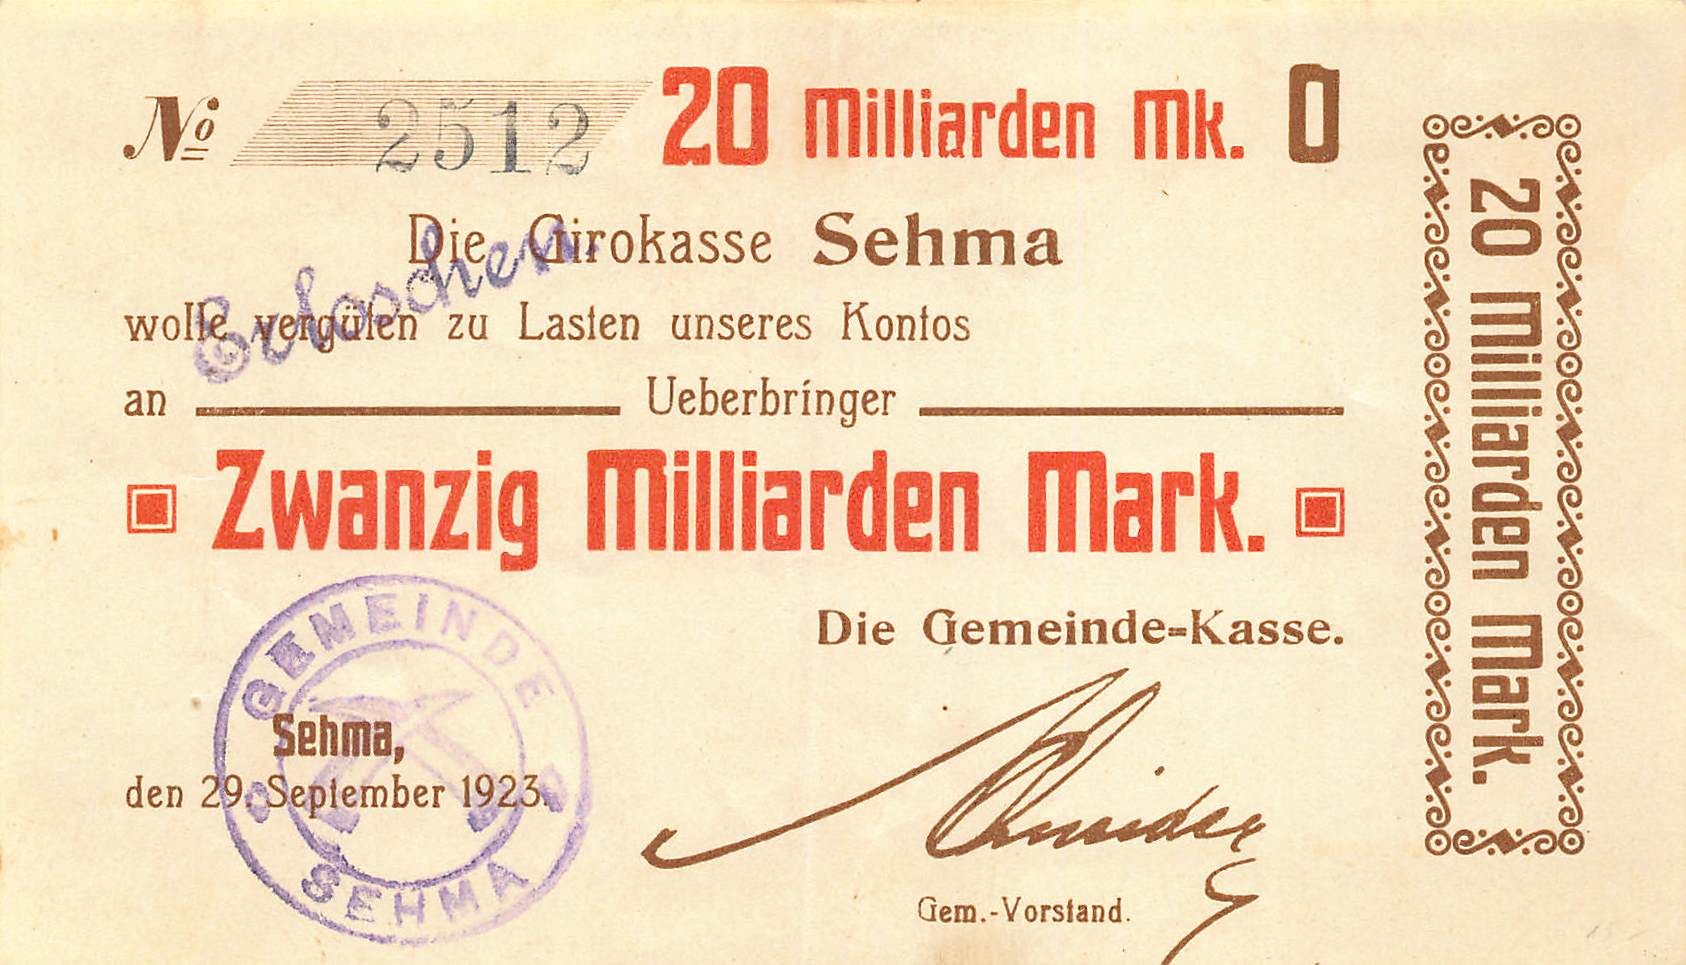 № 2512 20 Milliarden Mk. O
Die Girokasse Sehma
wolle vergüten zu Lasten unseres Kontos
an Ueberbringer
Erloschen.
Zwanzig Milliarden Mark.
Die Gemeinde-Kasse.
GEMEINDE
SEHMA
Sehma,
den 29. September 1923.
Gem.-Vorstand.
20 Milliarden Mark.